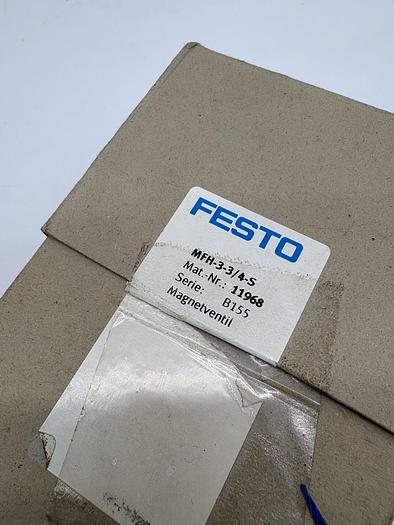 FESTO
MFH-3-3/4-S
Mat.-Nr.: 11968
Serie: B155
Magnetventil